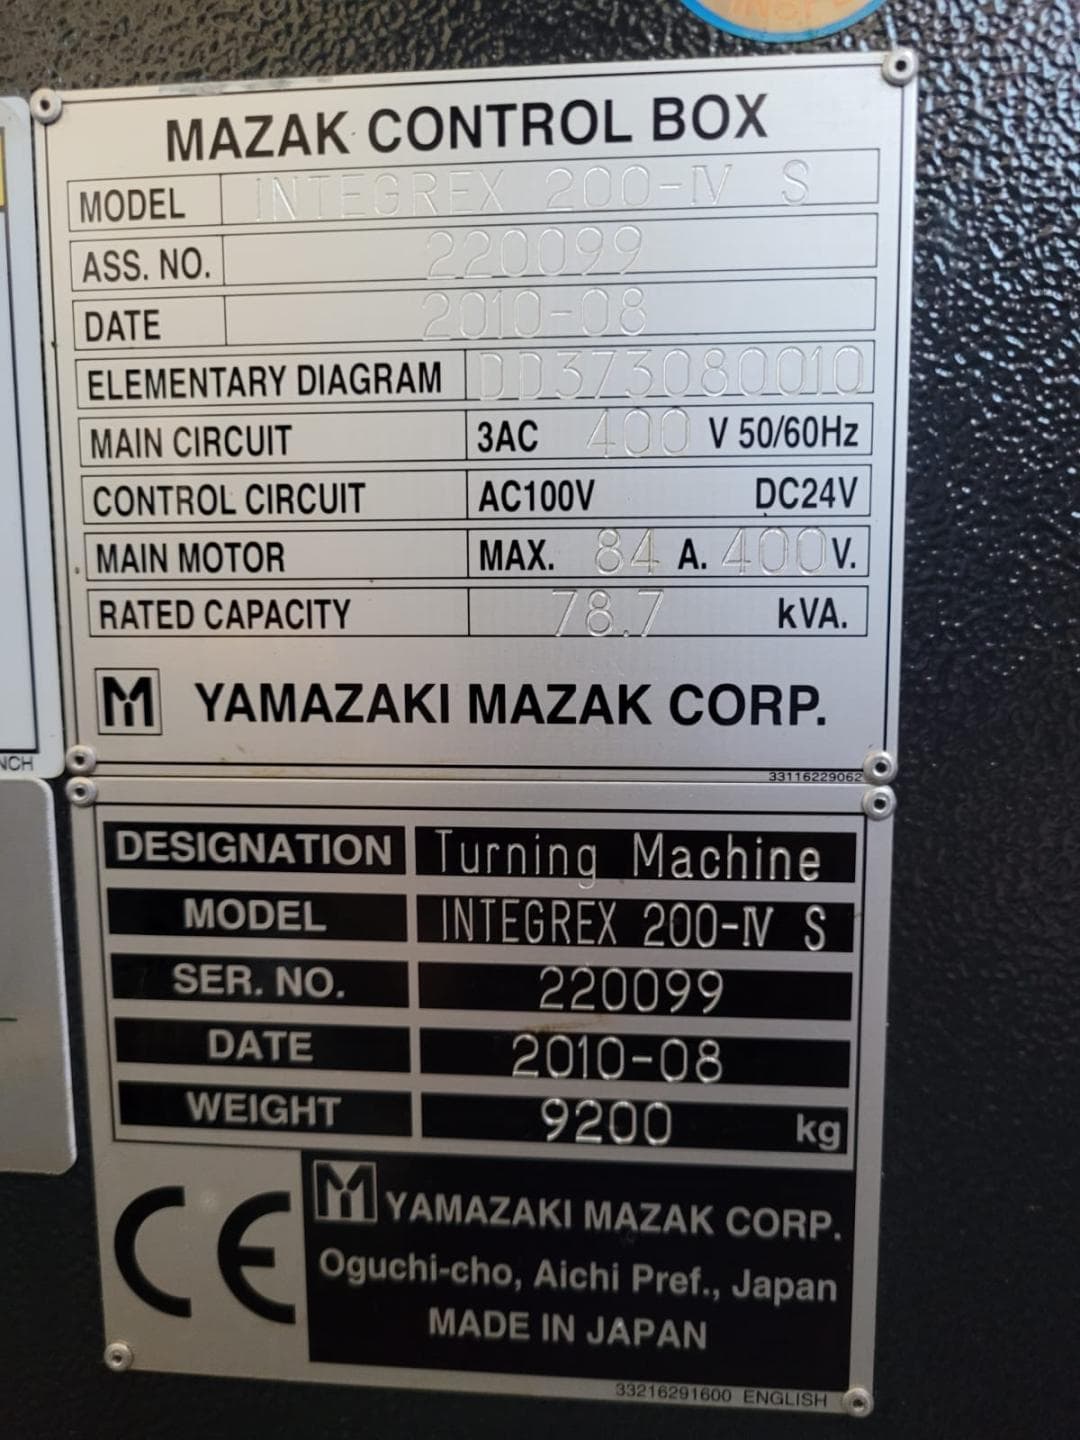 MAZAK CONTROL BOX
MODEL INTEGREX 200-IV S
ASS. NO. 220099
DATE 2010-08
ELEMENTARY DIAGRAM DD373080010
MAIN CIRCUIT 3AC 400 V 50/60Hz
CONTROL CIRCUIT AC100V DC24V
MAIN MOTOR MAX. 84 A. 400 V.
RATED CAPACITY 78.7 kVA.
M YAMAZAKI MAZAK CORP.
33116229062
NCH
DESIGNATION Turning Machine
MODEL INTEGREX 200-IV S
SER. NO. 220099
DATE 2010-08
WEIGHT 9200 kg
CE
M YAMAZAKI MAZAK CORP.
Oguchi-cho, Aichi Pref., Japan
MADE IN JAPAN
33216291600 ENGLISH